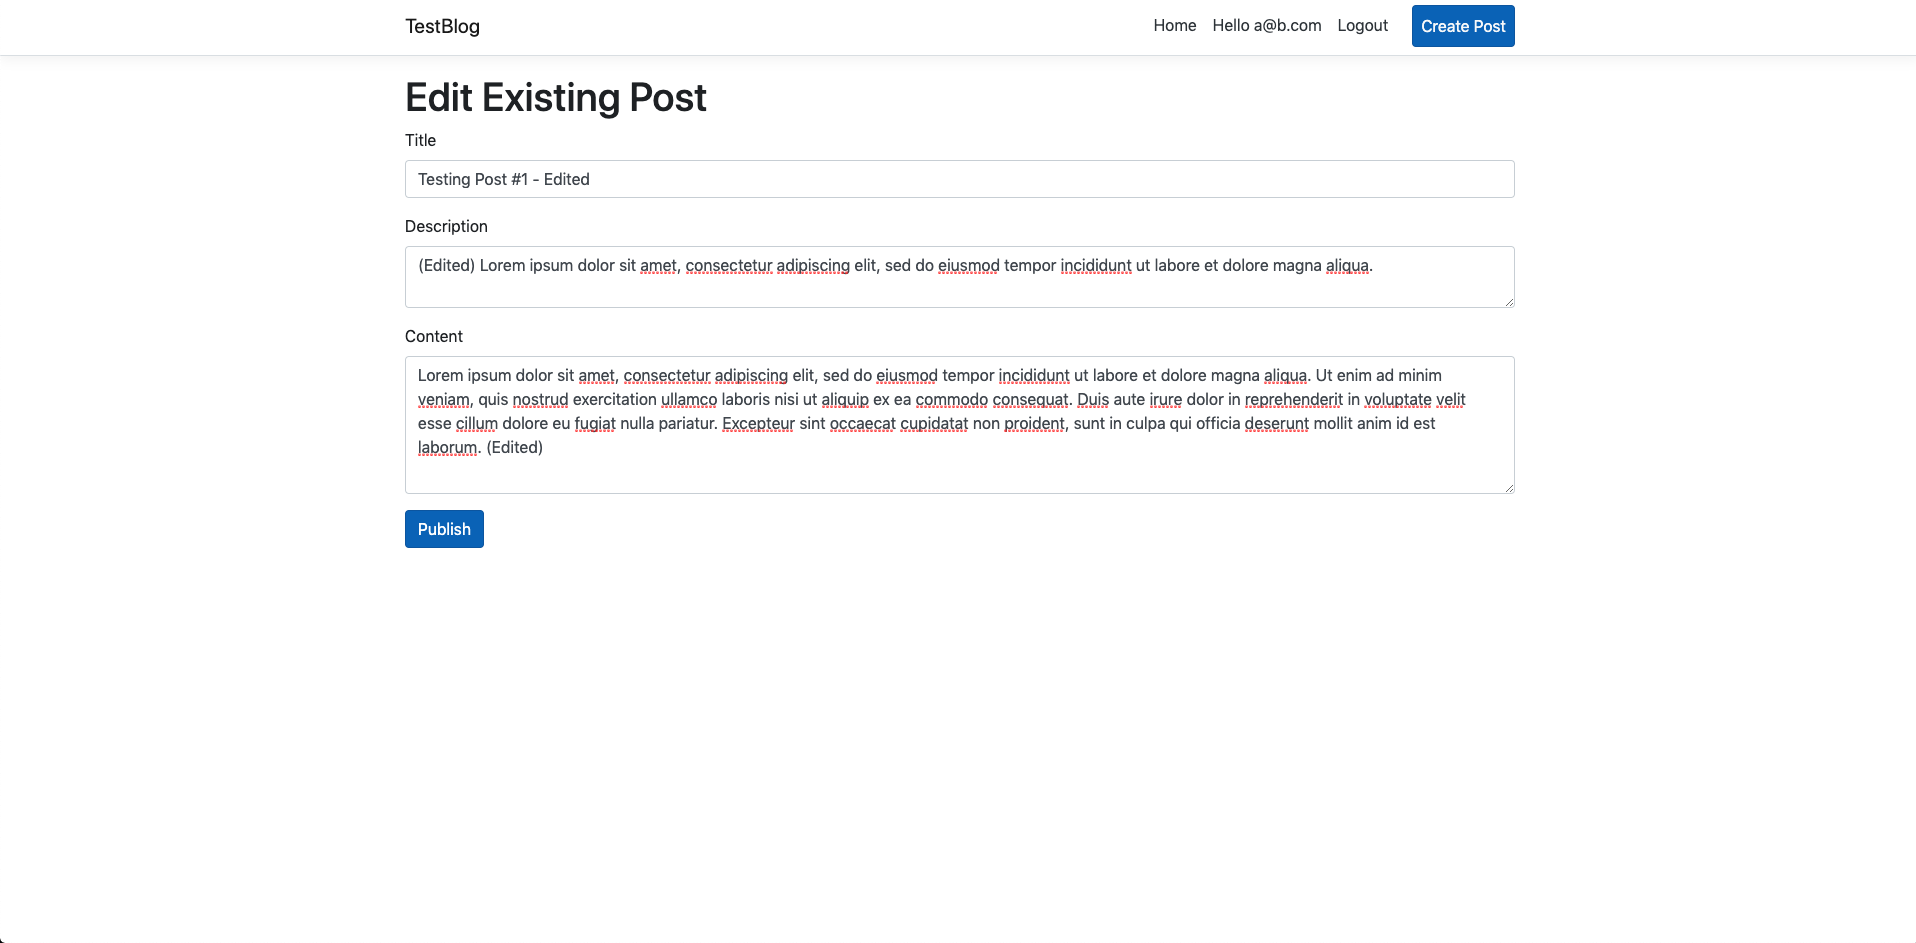 TestBlog
Home
Hello a@b.com
Logout
Create Post
Edit Existing Post
Title
Testing Post #1 - Edited
Description
(Edited) Lorem ipsum dolor sit amet, consectetur adipiscing elit, sed do eiusmod tempor incididunt ut labore et dolore magna aliqua.
Content
Lorem ipsum dolor sit amet, consectetur adipiscing elit, sed do eiusmod tempor incididunt ut labore et dolore magna aliqua. Ut enim ad minim
veniam, quis nostrud exercitation ullamco laboris nisi ut aliquip ex ea commodo consequat. Duis aute irure dolor in reprehenderit in voluptate velit
esse cillum dolore eu fugiat nulla pariatur. Excepteur sint occaecat cupidatat non proident, sunt in culpa qui officia deserunt mollit anim id est
laborum. (Edited)
Publish